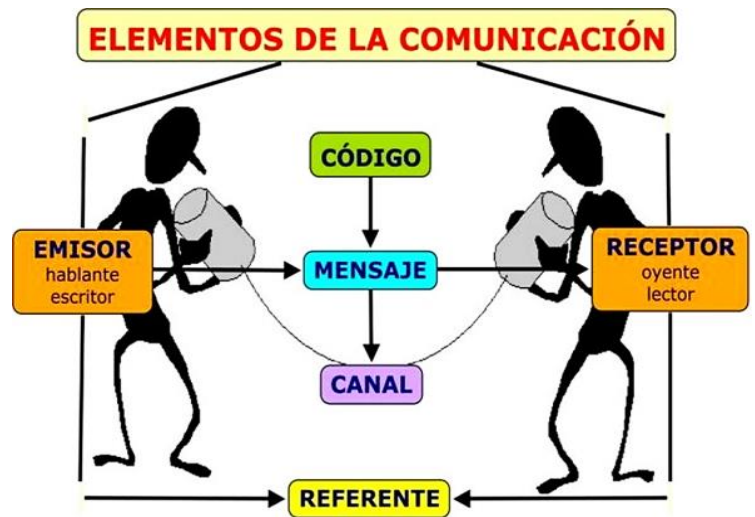 ELEMENTOS DE LA COMUNICACIÓN
CÓDIGO
EMISOR
hablante
escritor
MENSAJE
RECEPTOR
oyente
lector
CANAL
REFERENTE